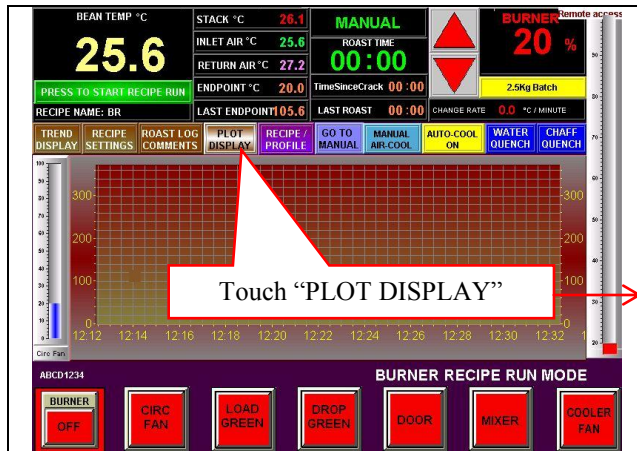 BEAN TEMP °C
25.6
PRESS TO START RECIPE RUN
RECIPE NAME: BR
STACK °C 26.1
INLET AIR °C 25.6
RETURN AIR °C 27.2
ENDPOINT °C 20.0
LAST ENDPOINT 105.6
MANUAL
ROAST TIME
00:00
TimeSinceCrack 00:00
LAST ROAST 00:00
Remote access
BURNER
20 %
2.5Kg Batch
CHANGE RATE 0.0 °C / MINUTE
TREND DISPLAY
RECIPE SETTINGS
ROAST LOG COMMENTS
PLOT DISPLAY
RECIPE / PROFILE
GO TO MANUAL
MANUAL AIR-COOL
AUTO-COOL ON
WATER QUENCH
CHAFF QUENCH
300 300
200 200
100 100
0 0
Touch “PLOT DISPLAY”
12:12 12:14 12:16 12:18 12:20 12:22 12:24 12:26 12:28 12:30 12:32 1
Circ Fan
ABCD1234
BURNER RECIPE RUN MODE
BURNER
OFF
CIRC FAN
LOAD GREEN
DROP GREEN
DOOR
MIXER
COOLER FAN